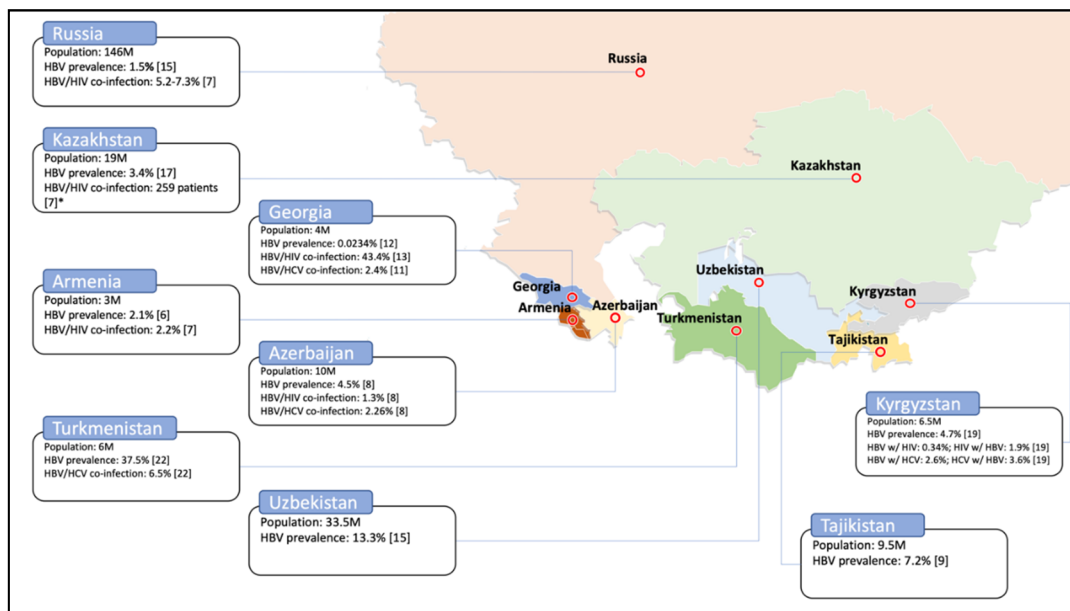 Russia
Population: 146M
HBV prevalence: 1.5% [15]
HBV/HIV co-infection: 5.2-7.3% [7]
Kazakhstan
Population: 19M
HBV prevalence: 3.4% [17]
HBV/HIV co-infection: 259 patients
[7]*
Georgia
Population: 4M
HBV prevalence: 0.0234% [12]
HBV/HIV co-infection: 43.4% [13]
HBV/HCV co-infection: 2.4% [11]
Armenia
Population: 3M
HBV prevalence: 2.1% [6]
HBV/HIV co-infection: 2.2% [7]
Azerbaijan
Population: 10M
HBV prevalence: 4.5% [8]
HBV/HIV co-infection: 1.3% [8]
HBV/HCV co-infection: 2.26% [8]
Turkmenistan
Population: 6M
HBV prevalence: 37.5% [22]
HBV/HCV co-infection: 6.5% [22]
Uzbekistan
Population: 33.5M
HBV prevalence: 13.3% [15]
Russia
Kazakhstan
Uzbekistan
Kyrgyzstan
Georgia
Armenia
Azerbaijan
Turkmenistan
Tajikistan
Kyrgyzstan
Population: 6.5M
HBV prevalence: 4.7% [19]
HBV w/ HIV: 0.34%; HIV w/ HBV: 1.9% [19]
HBV w/ HCV: 2.6%; HCV w/ HBV: 3.6% [19]
Tajikistan
Population: 9.5M
HBV prevalence: 7.2% [9]